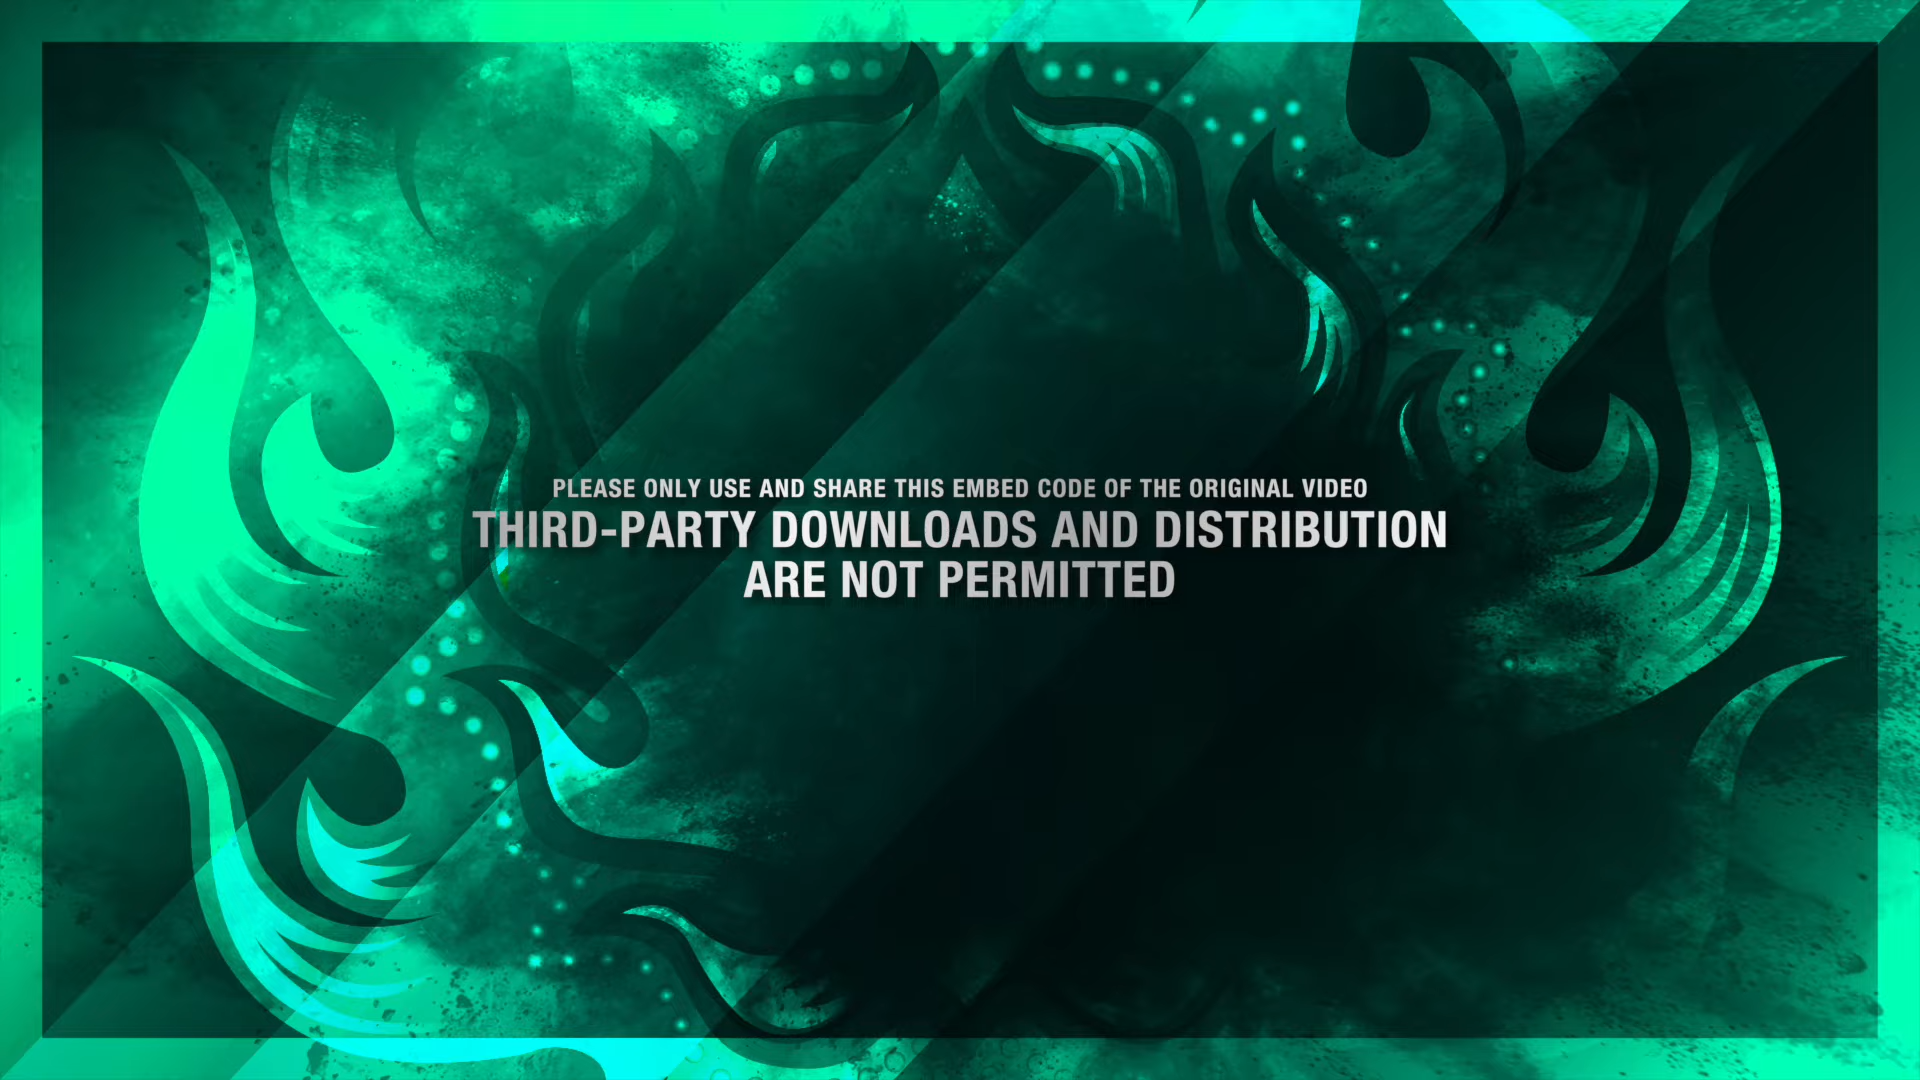 PLEASE ONLY USE AND SHARE THIS EMBED CODE OF THE ORIGINAL VIDEO
THIRD-PARTY DOWNLOADS AND DISTRIBUTION
ARE NOT PERMITTED